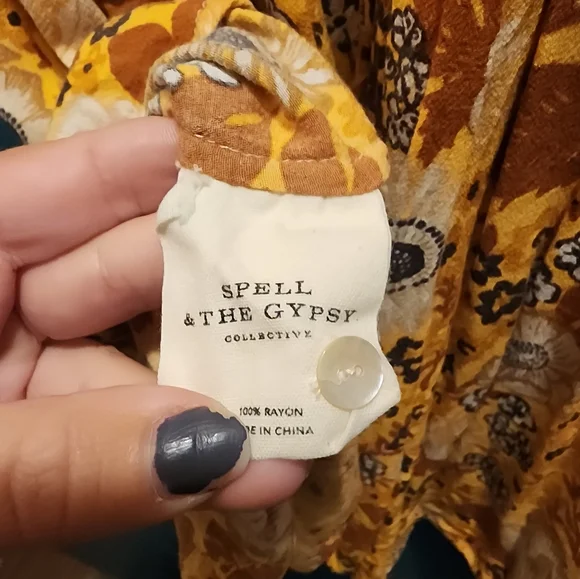 SPELL
& THE GYPSY
COLLECTIVE
100% RAYON
DE IN CHINA